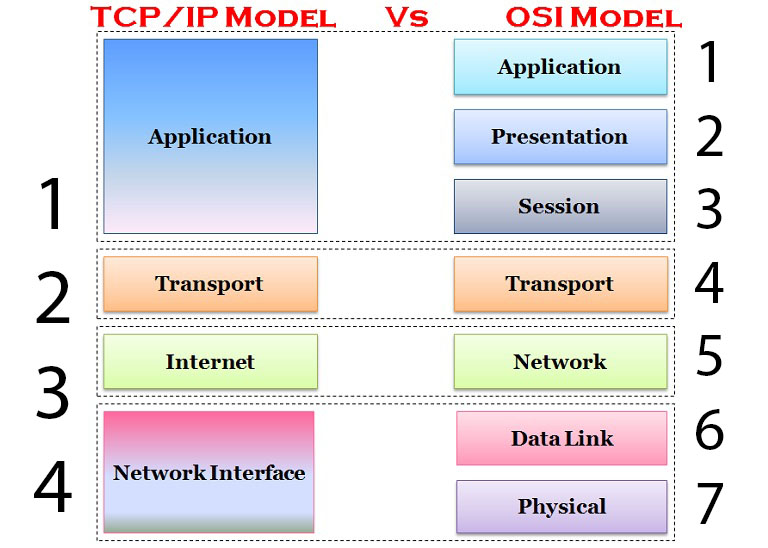 TCP/IP MODEL Vs OSI MODEL
Application 1
Presentation 2
Application
Session 3
1
Transport Transport 4
2
Internet Network 5
3
Data Link 6
Network Interface
4
Physical 7